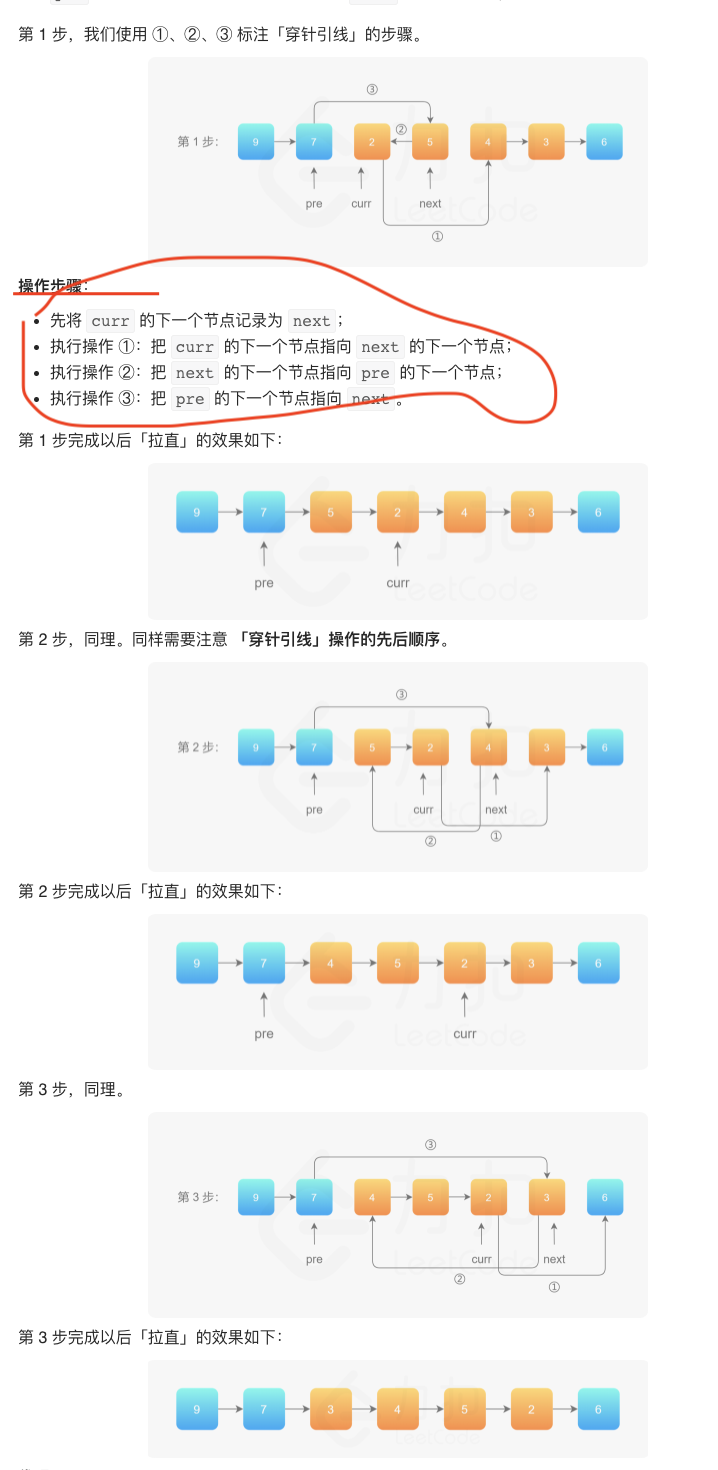 第 1 步，我们使用 ①、②、③ 标注「穿针引线」的步骤。
③
第 1 步： 9 7 2 ② 5 4 3 6
pre curr next
①
操作步骤：
• 先将 curr 的下一个节点记录为 next；
• 执行操作 ①：把 curr 的下一个节点指向 next 的下一个节点；
• 执行操作 ②：把 next 的下一个节点指向 pre 的下一个节点；
• 执行操作 ③：把 pre 的下一个节点指向 next 。
第 1 步完成以后「拉直」的效果如下：
9 7 5 2 4 3 6
pre curr
力扣
LeetCode
第 2 步，同理。同样需要注意 「穿针引线」操作的先后顺序。
③
第 2 步： 9 7 5 2 4 3 6
pre curr next
② ①
第 2 步完成以后「拉直」的效果如下：
9 7 4 5 2 3 6
pre curr
力扣
LeetCode
第 3 步，同理。
③
第 3 步： 9 7 4 5 2 3 6
pre curr next
② ①
第 3 步完成以后「拉直」的效果如下：
9 7 3 4 5 2 6